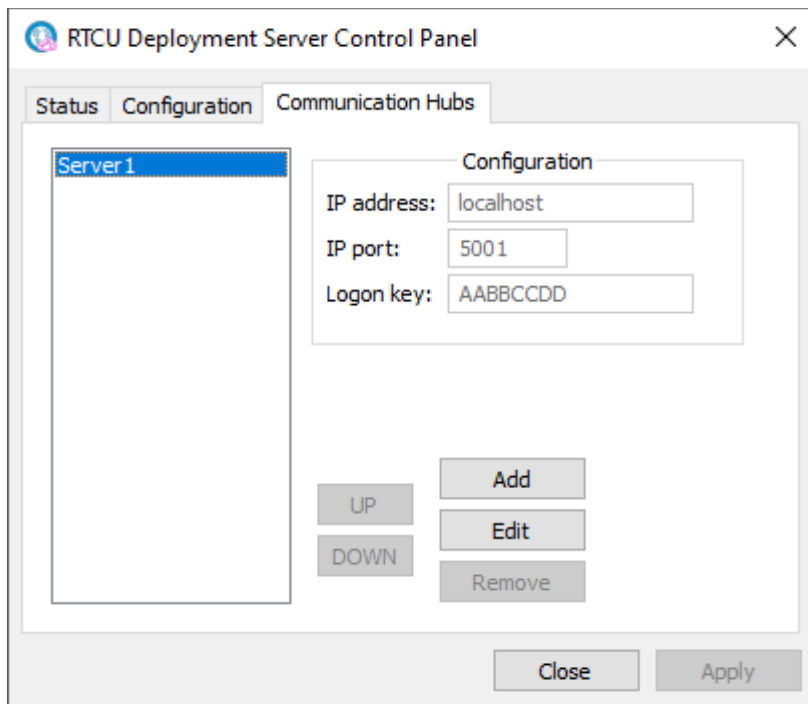 RTCU Deployment Server Control Panel
Status Configuration Communication Hubs
Server1
Configuration
IP address: localhost
IP port: 5001
Logon key: AABBCCDD
UP
DOWN
Add
Edit
Remove
Close Apply